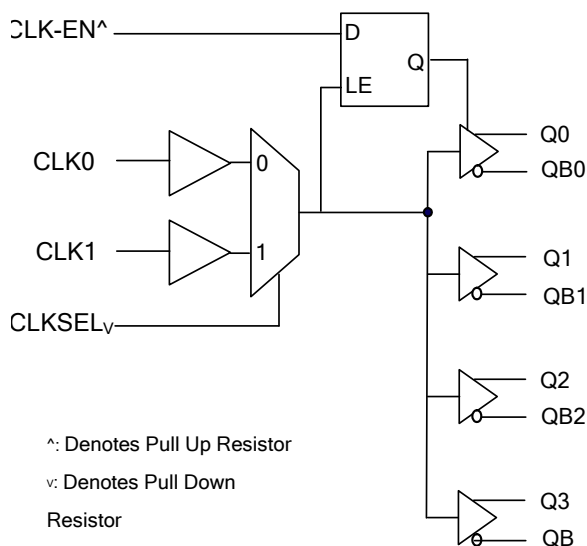 CLK-EN^
D
Q
LE
Q0
QB0
CLK0
0
CLK1
1
Q1
QB1
CLKSELv
Q2
QB2
^: Denotes Pull Up Resistor
v: Denotes Pull Down
Resistor
Q3
QB